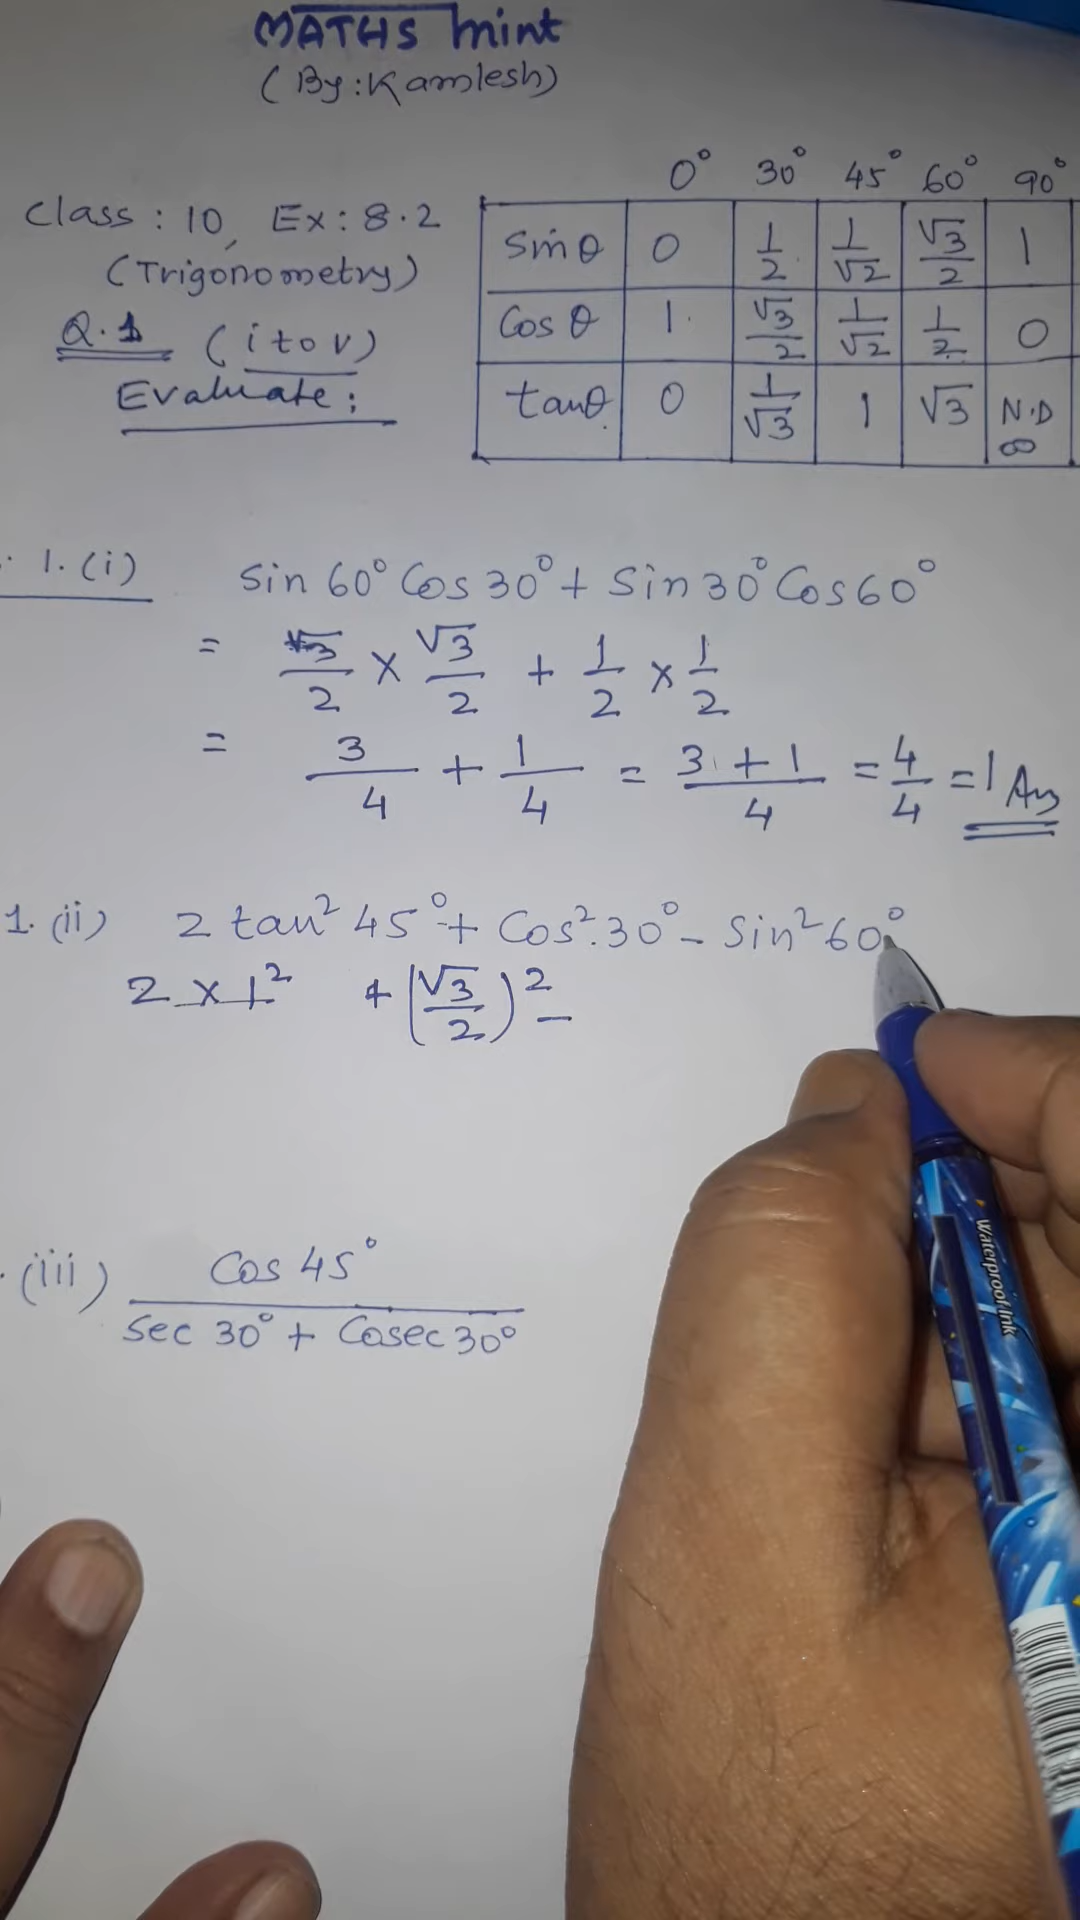 MATHS mint
(By: Kamlesh)
Class : 10, Ex : 8.2
(Trigonometry)
Q.1 (i to v)
Evaluate :
0° 30° 45° 60° 90°
sin θ 0 1/2 1/√2 √3/2 1
Cos θ 1 √3/2 1/√2 1/2 0
tanθ 0 1/√3 1 √3 N.D ∞
1. (i) Sin 60° Cos 30° + Sin 30° Cos 60°
= √3/2 × √3/2 + 1/2 × 1/2
= 3/4 + 1/4 = 3+1/4 = 4/4 = 1 Ans
1. (ii) 2 tan² 45° + Cos² 30° - Sin² 60°
2 × 1² + (√3/2)² -
(iii) Cos 45° / Sec 30° + Cosec 30°
Waterproof Ink